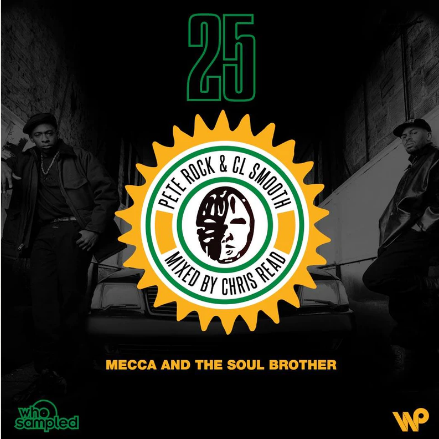 25
PETE ROCK & CL SMOOTH
MIXED BY CHRIS READ
MECCA AND THE SOUL BROTHER
who
sampled
WP